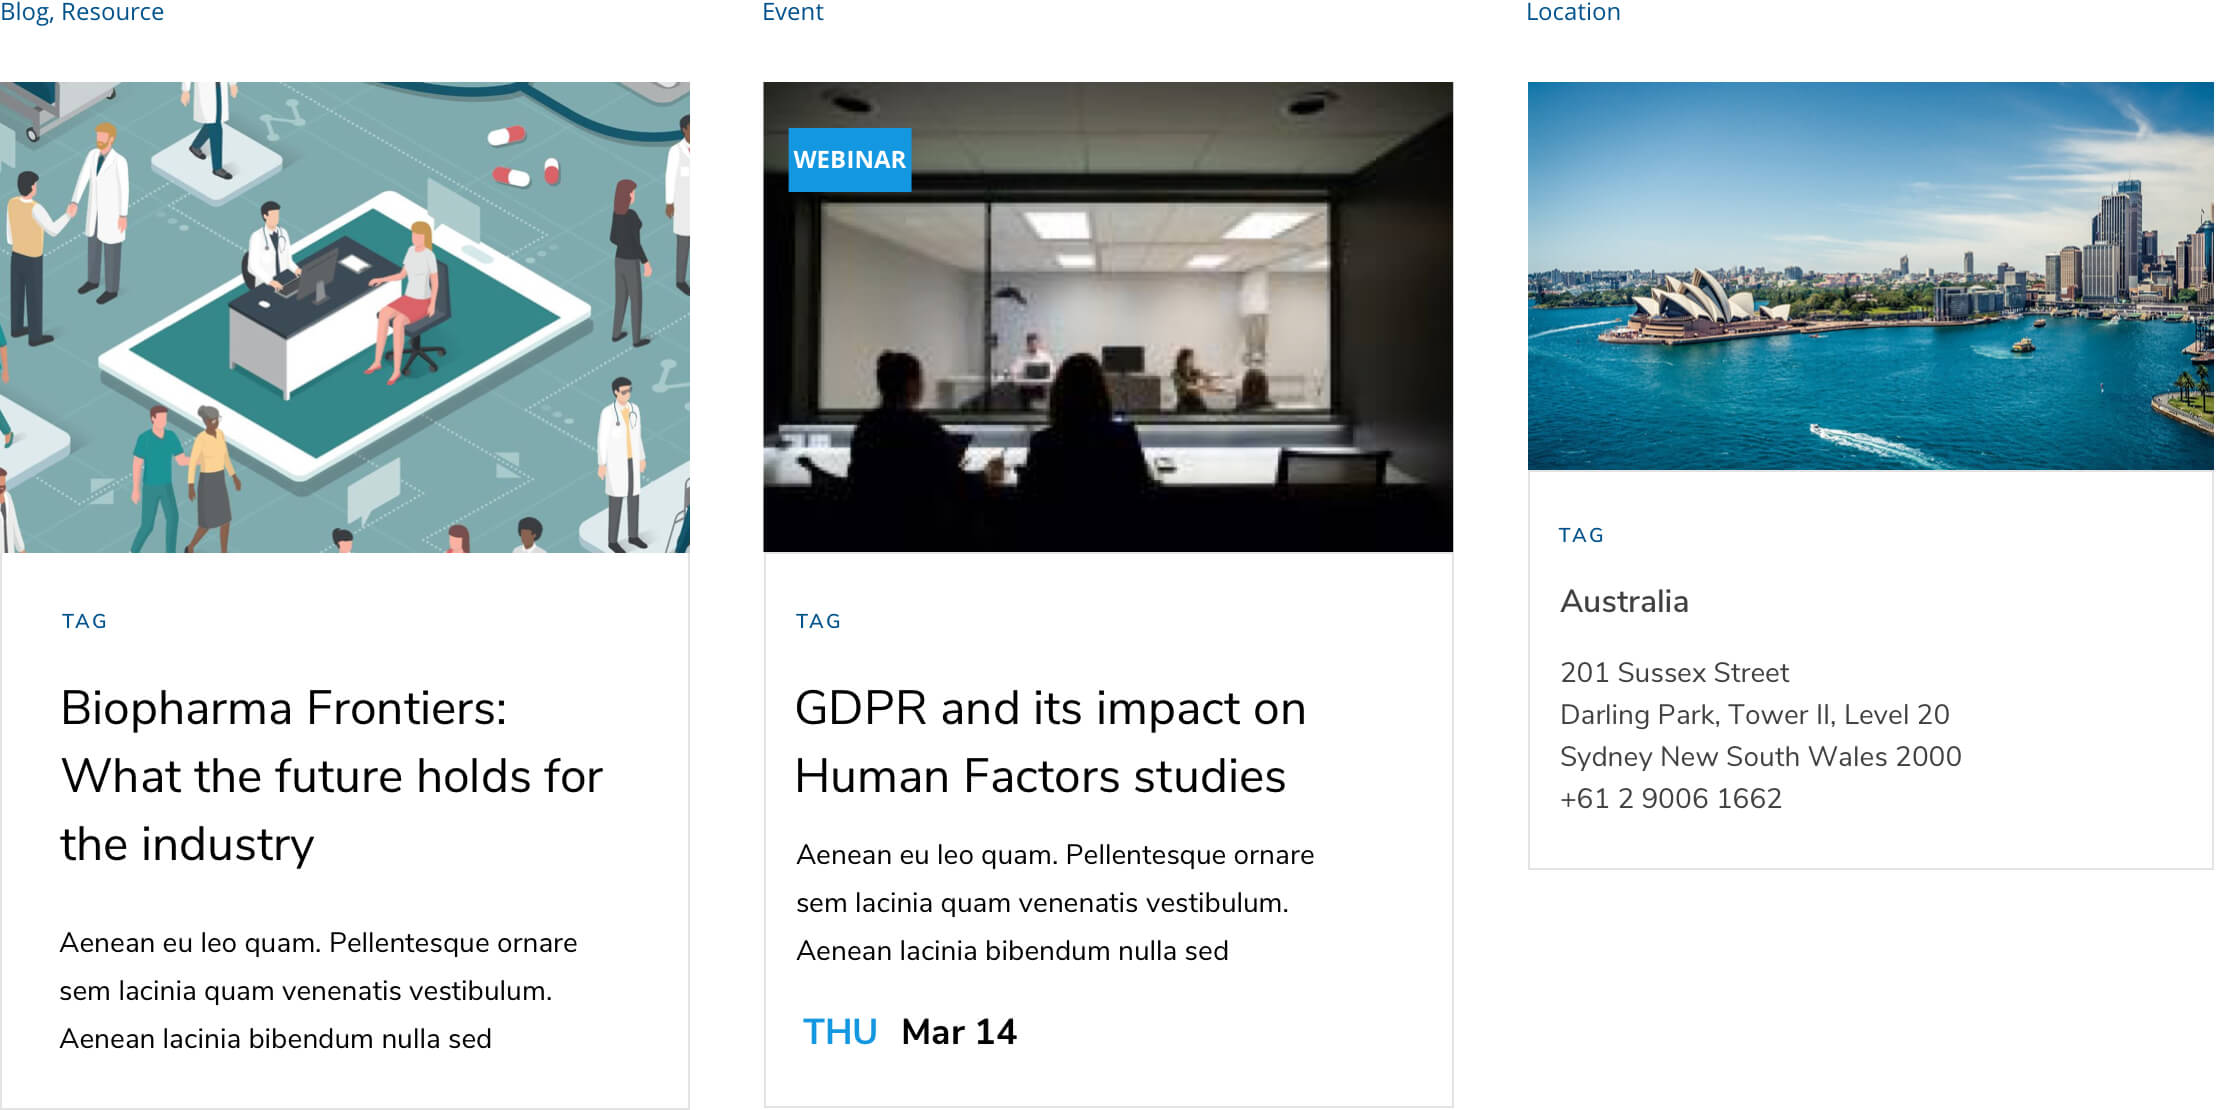 Blog, Resource
TAG
Biopharma Frontiers:
What the future holds for
the industry
Aenean eu leo quam. Pellentesque ornare
sem lacinia quam venenatis vestibulum.
Aenean lacinia bibendum nulla sed
Event
WEBINAR
TAG
GDPR and its impact on
Human Factors studies
Aenean eu leo quam. Pellentesque ornare
sem lacinia quam venenatis vestibulum.
Aenean lacinia bibendum nulla sed
THU Mar 14
Location
TAG
Australia
201 Sussex Street
Darling Park, Tower II, Level 20
Sydney New South Wales 2000
+61 2 9006 1662